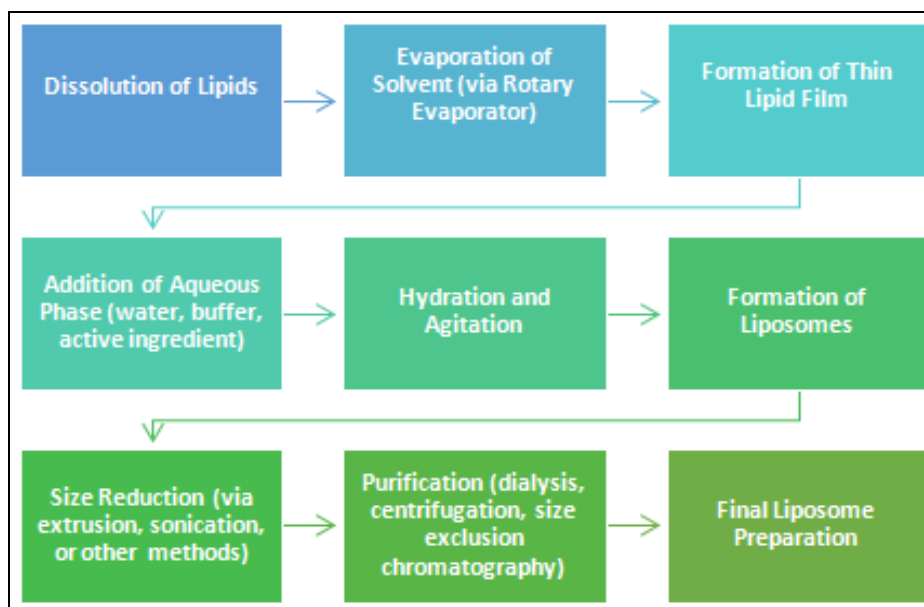 Dissolution of Lipids
Evaporation of
Solvent (via Rotary
Evaporator)
Formation of Thin
Lipid Film
Addition of Aqueous
Phase (water, buffer,
active ingredient)
Hydration and
Agitation
Formation of
Liposomes
Size Reduction (via
extrusion, sonication,
or other methods)
Purification (dialysis,
centrifugation, size
exclusion
chromatography)
Final Liposome
Preparation